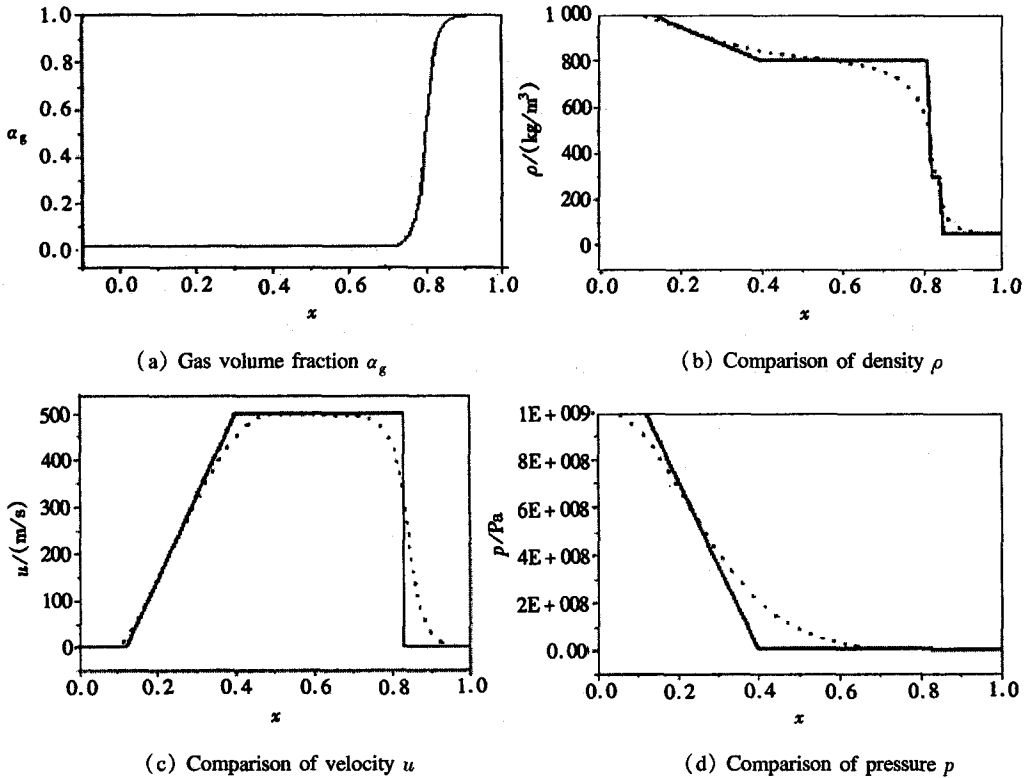 1.0
0.8
0.6
αg
0.4
0.2
0.0
0.0 0.2 0.4 0.6 0.8 1.0
x
(a) Gas volume fraction αg
1 000
800
600
400
200
0
ρ/(kg/m³)
0.0 0.2 0.4 0.6 0.8 1.0
x
(b) Comparison of density ρ
500
400
300
200
100
0
u/(m/s)
0.0 0.2 0.4 0.6 0.8 1.0
x
(c) Comparison of velocity u
1E+009
8E+008
6E+008
4E+008
2E+008
0.00
p/Pa
0.0 0.2 0.4 0.6 0.8 1.0
x
(d) Comparison of pressure p